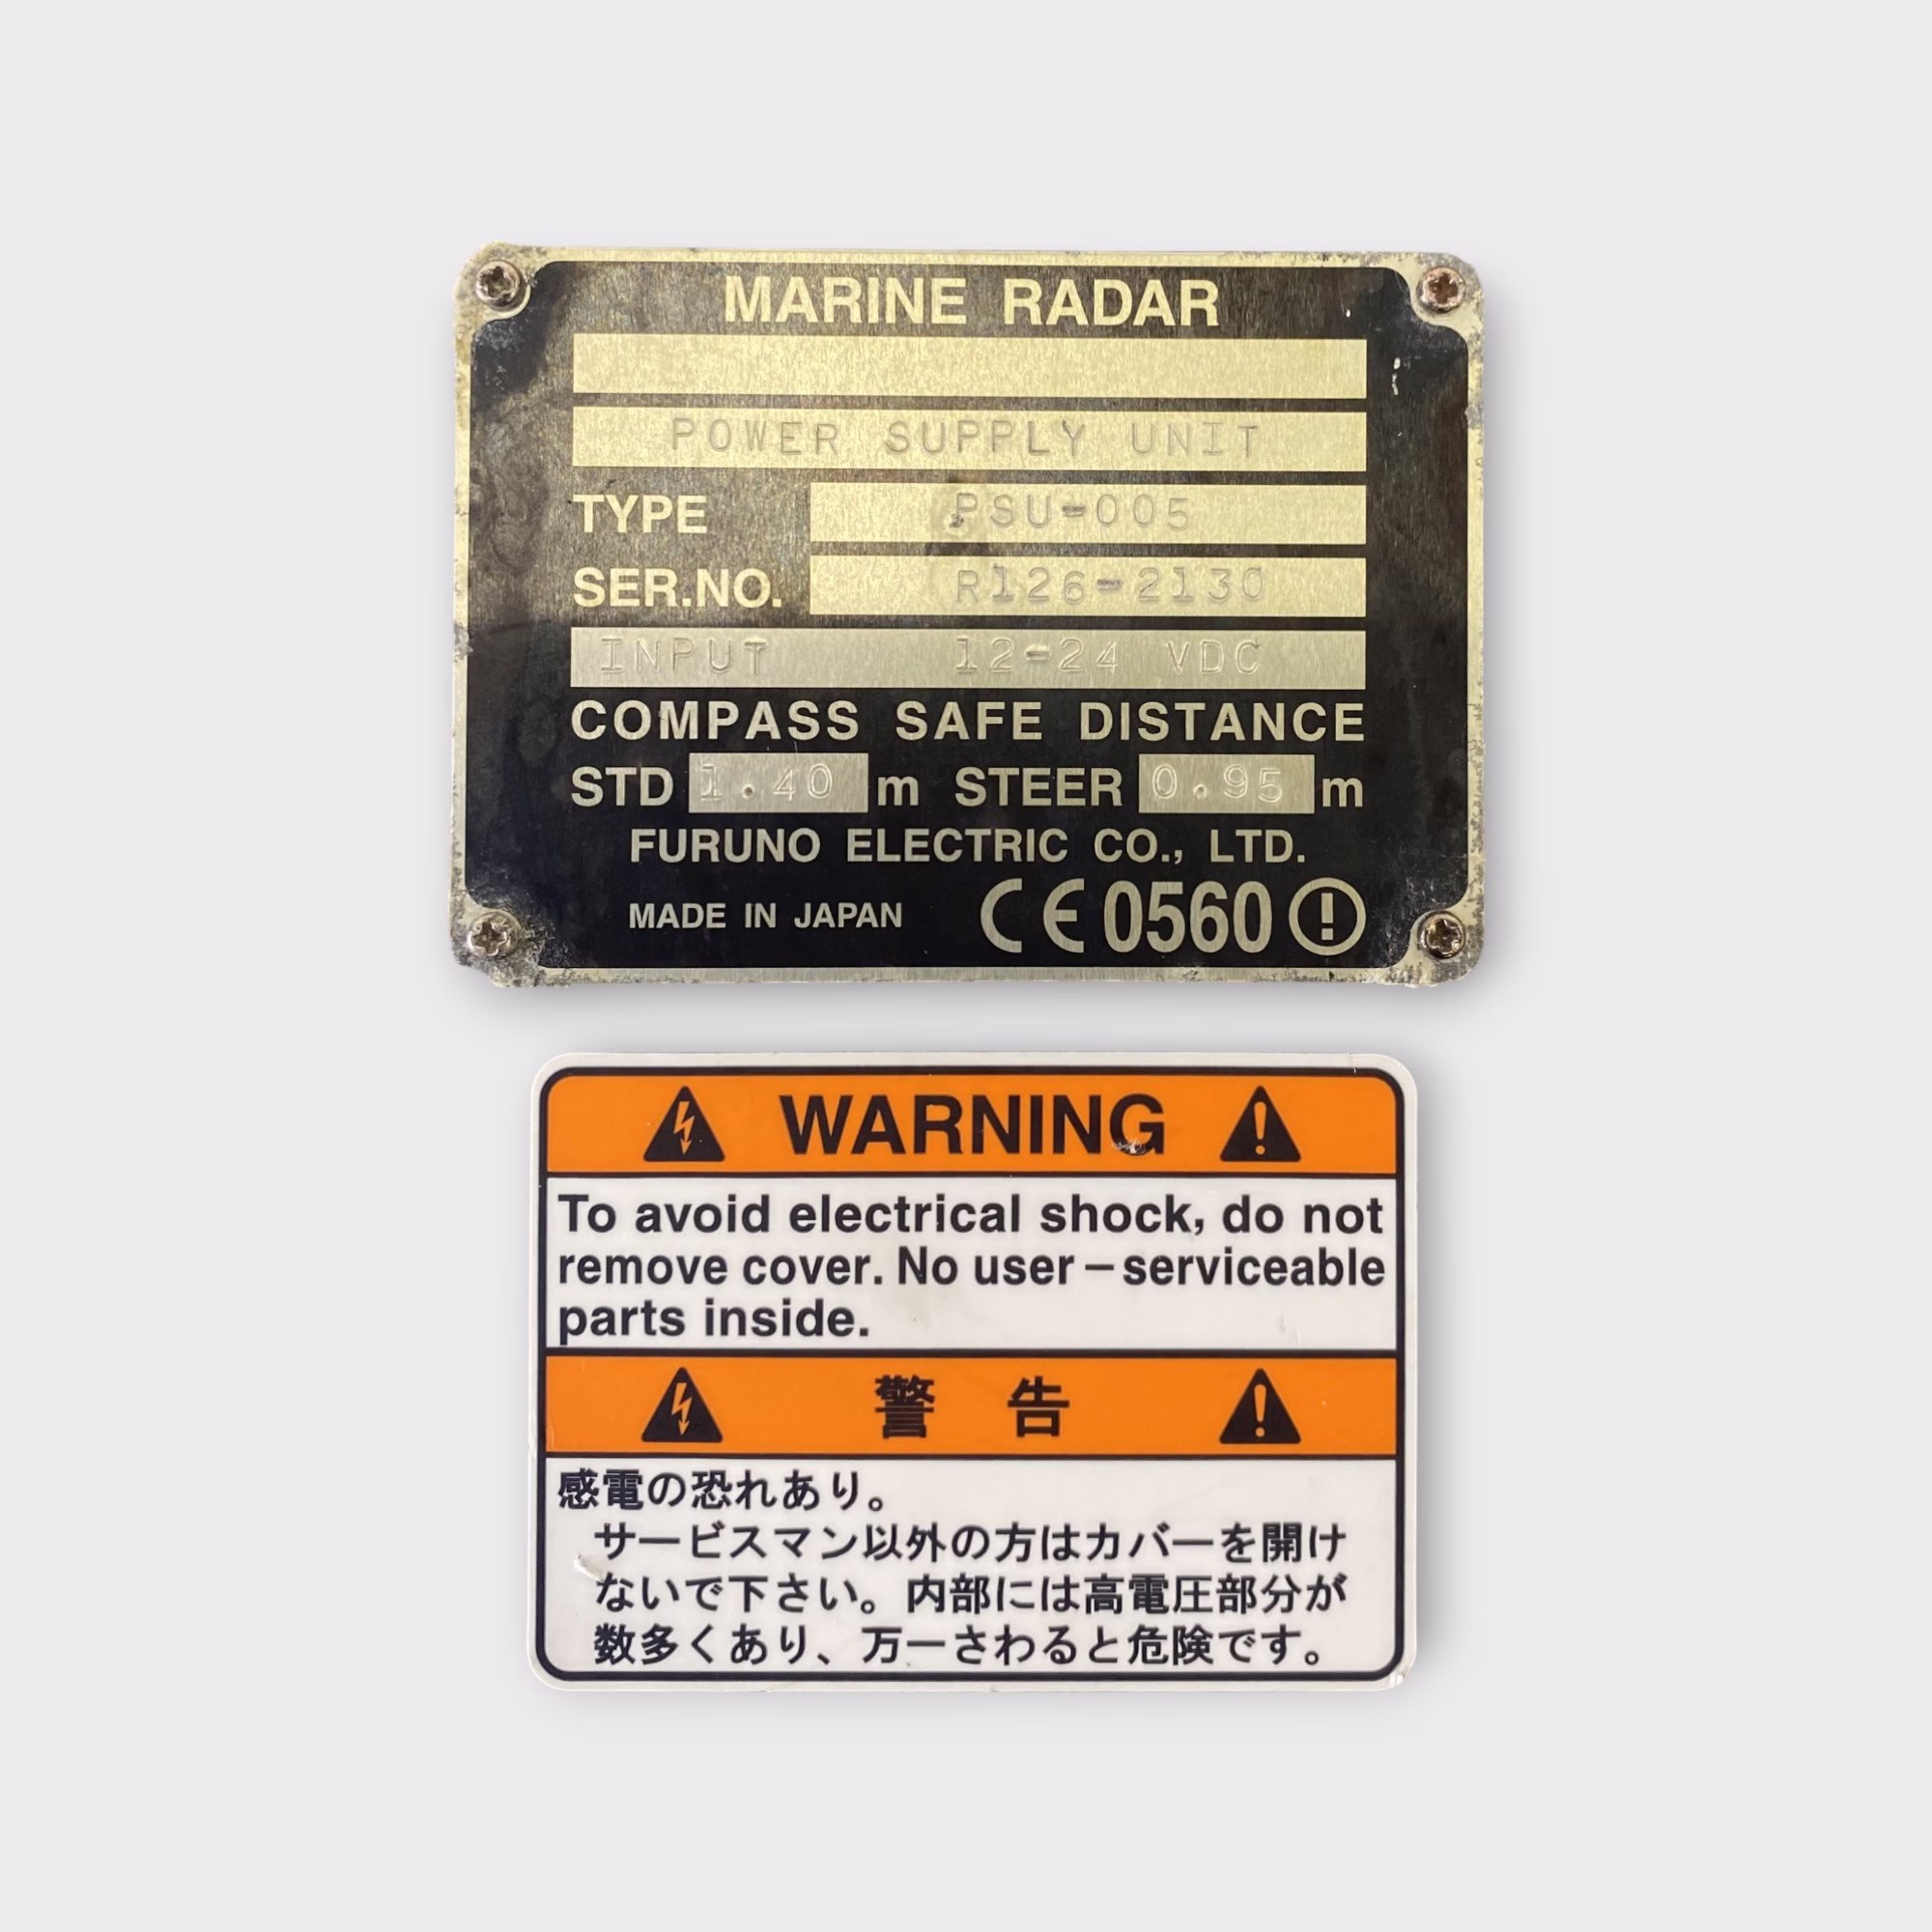 MARINE RADAR
POWER SUPPLY UNIT
TYPE PSU-005
SER.NO. R126-2130
INPUT 12-24 VDC
COMPASS SAFE DISTANCE
STD 1.40 m STEER 0.95 m
FURUNO ELECTRIC CO., LTD.
MADE IN JAPAN CE 0560
WARNING
To avoid electrical shock, do not
remove cover. No user-serviceable
parts inside.
警 告
感電の恐れあり。
サービスマン以外の方はカバーを開け
ないで下さい。内部には高電圧部分が
数多くあり、万一さわると危険です。